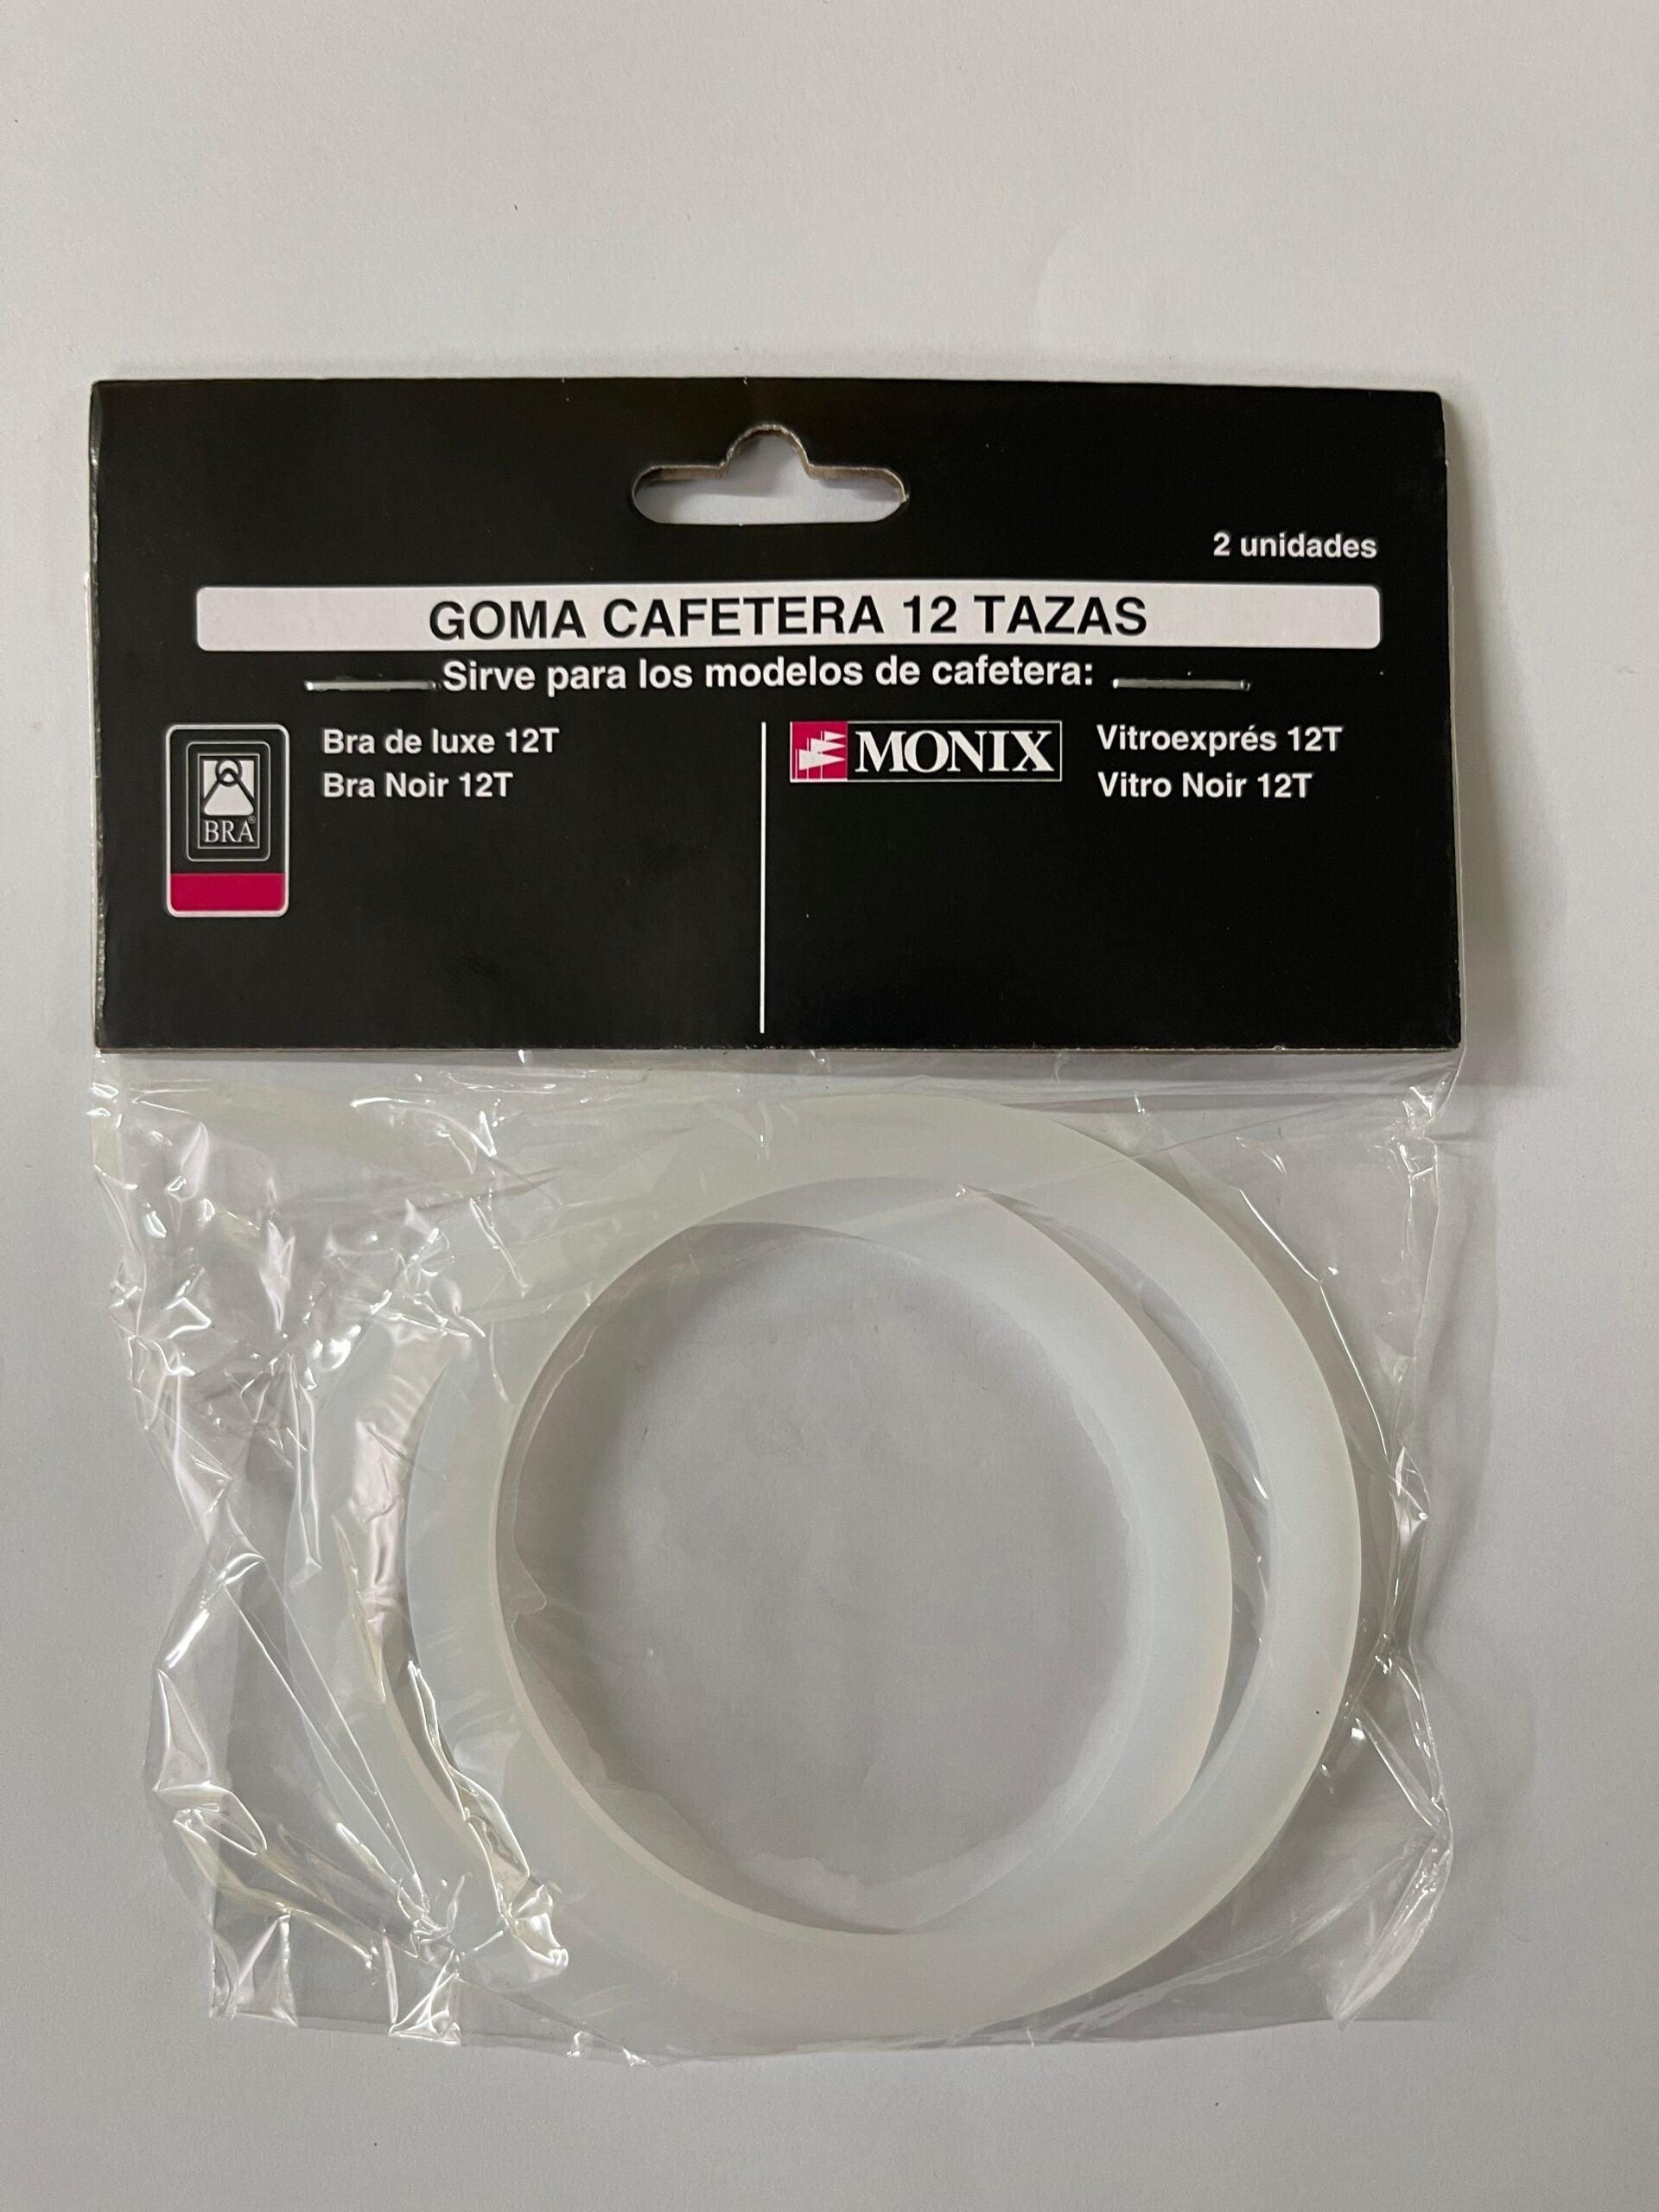 2 unidades
GOMA CAFETERA 12 TAZAS
Sirve para los modelos de cafetera:
Bra de luxe 12T
Bra Noir 12T
BRA®
MONIX
Vitroexprés 12T
Vitro Noir 12T